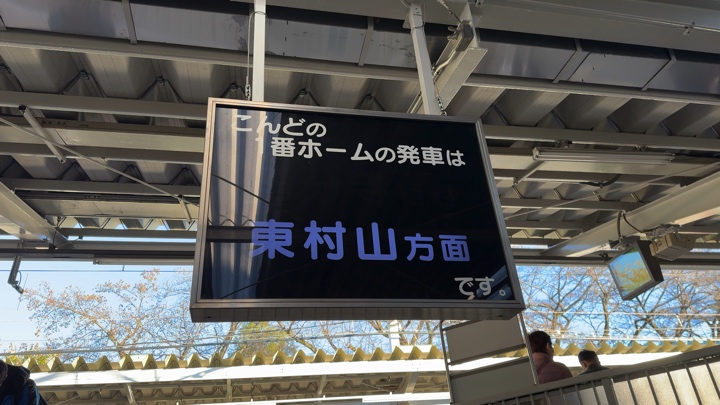 こんどの
番ホームの発車は
東村山方面
です。